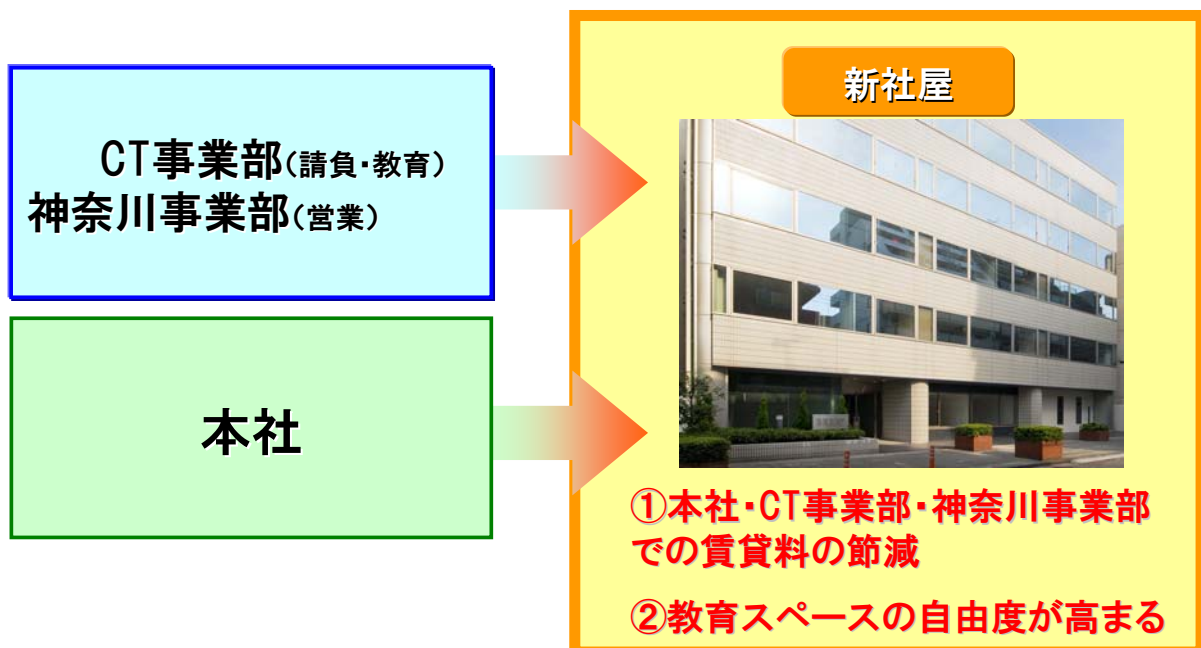 CT事業部(請負・教育)
神奈川事業部(営業)
本社
新社屋
①本社・CT事業部・神奈川事業部
での賃貸料の節減
②教育スペースの自由度が高まる